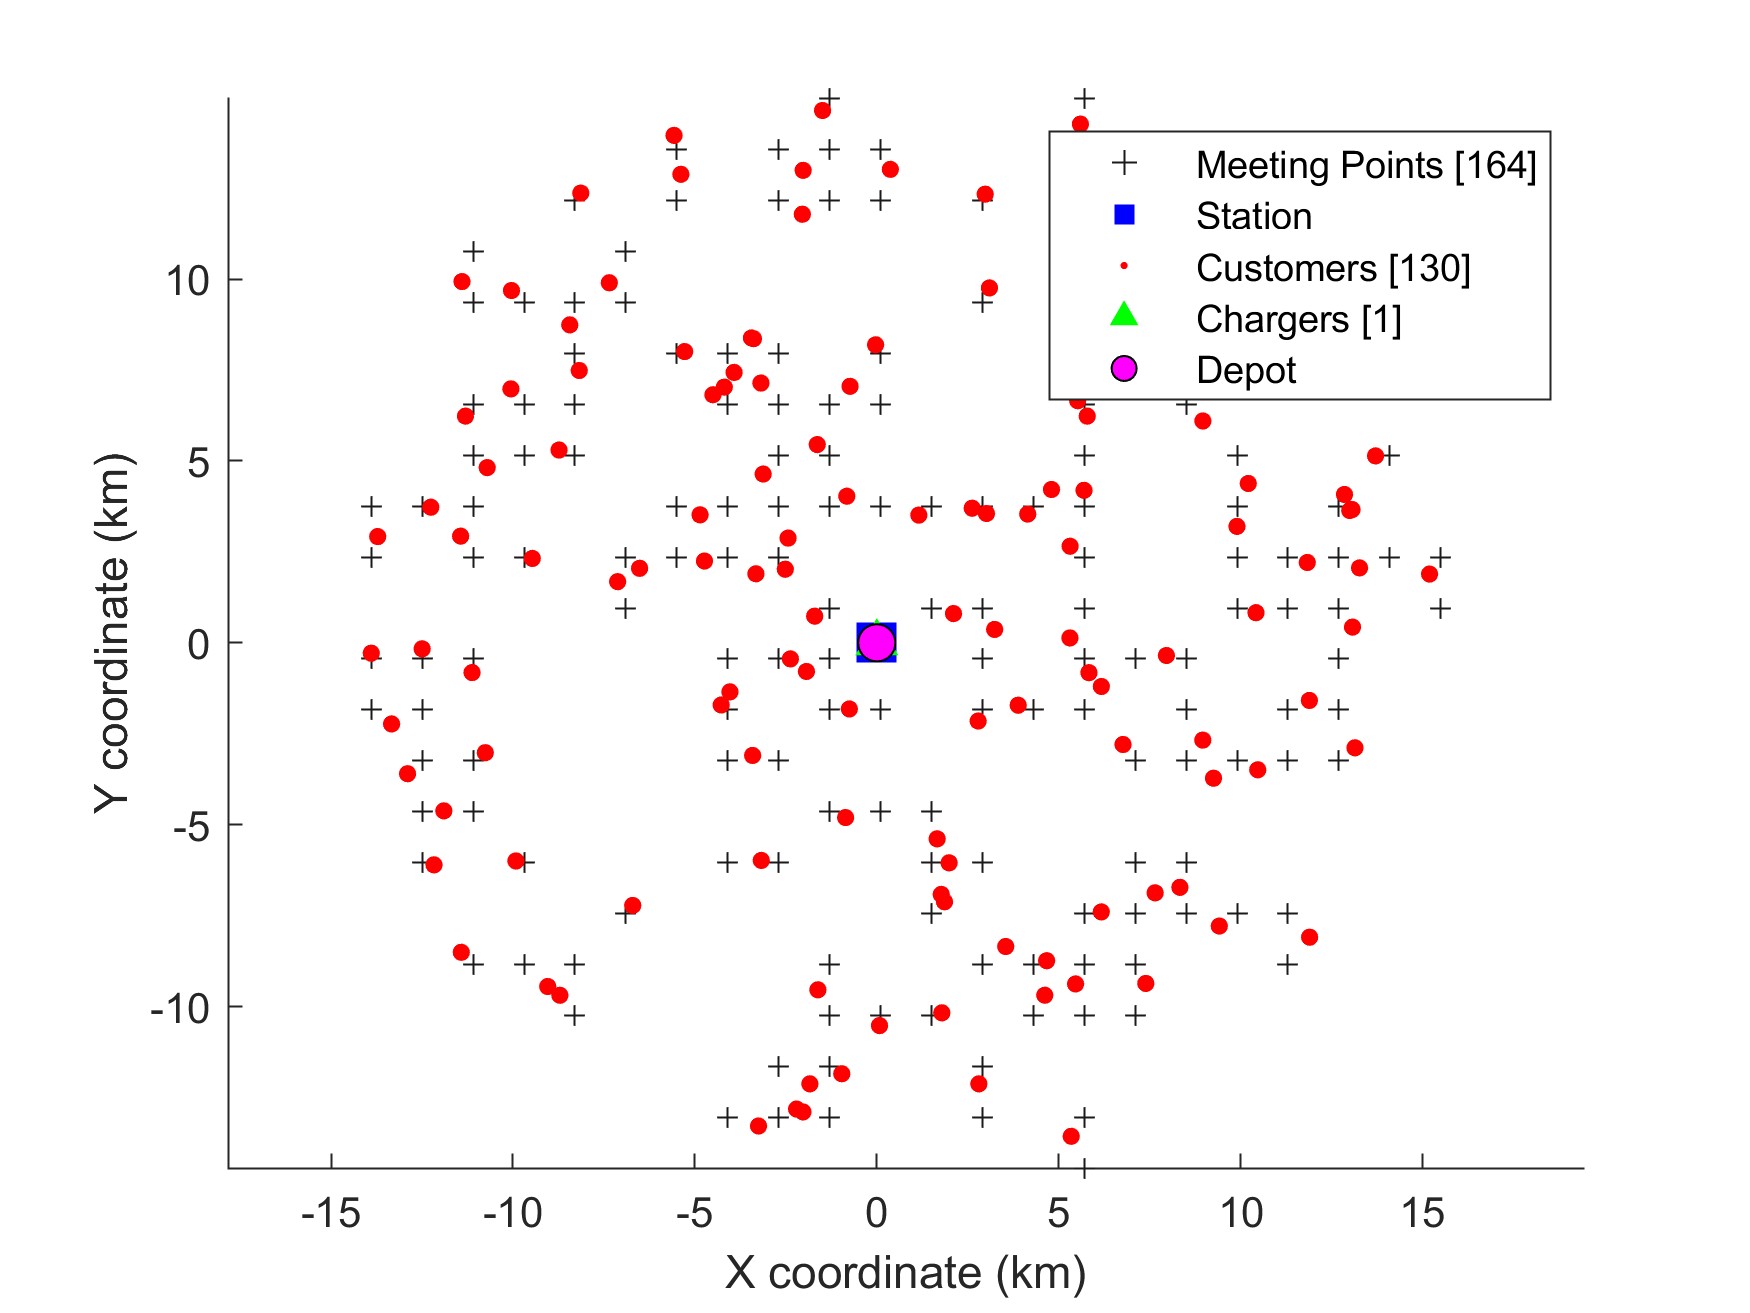 Meeting Points [164]
Station
Customers [130]
Chargers [1]
Depot
10
5
0
-5
-10
Y coordinate (km)
-15 -10 -5 0 5 10 15
X coordinate (km)